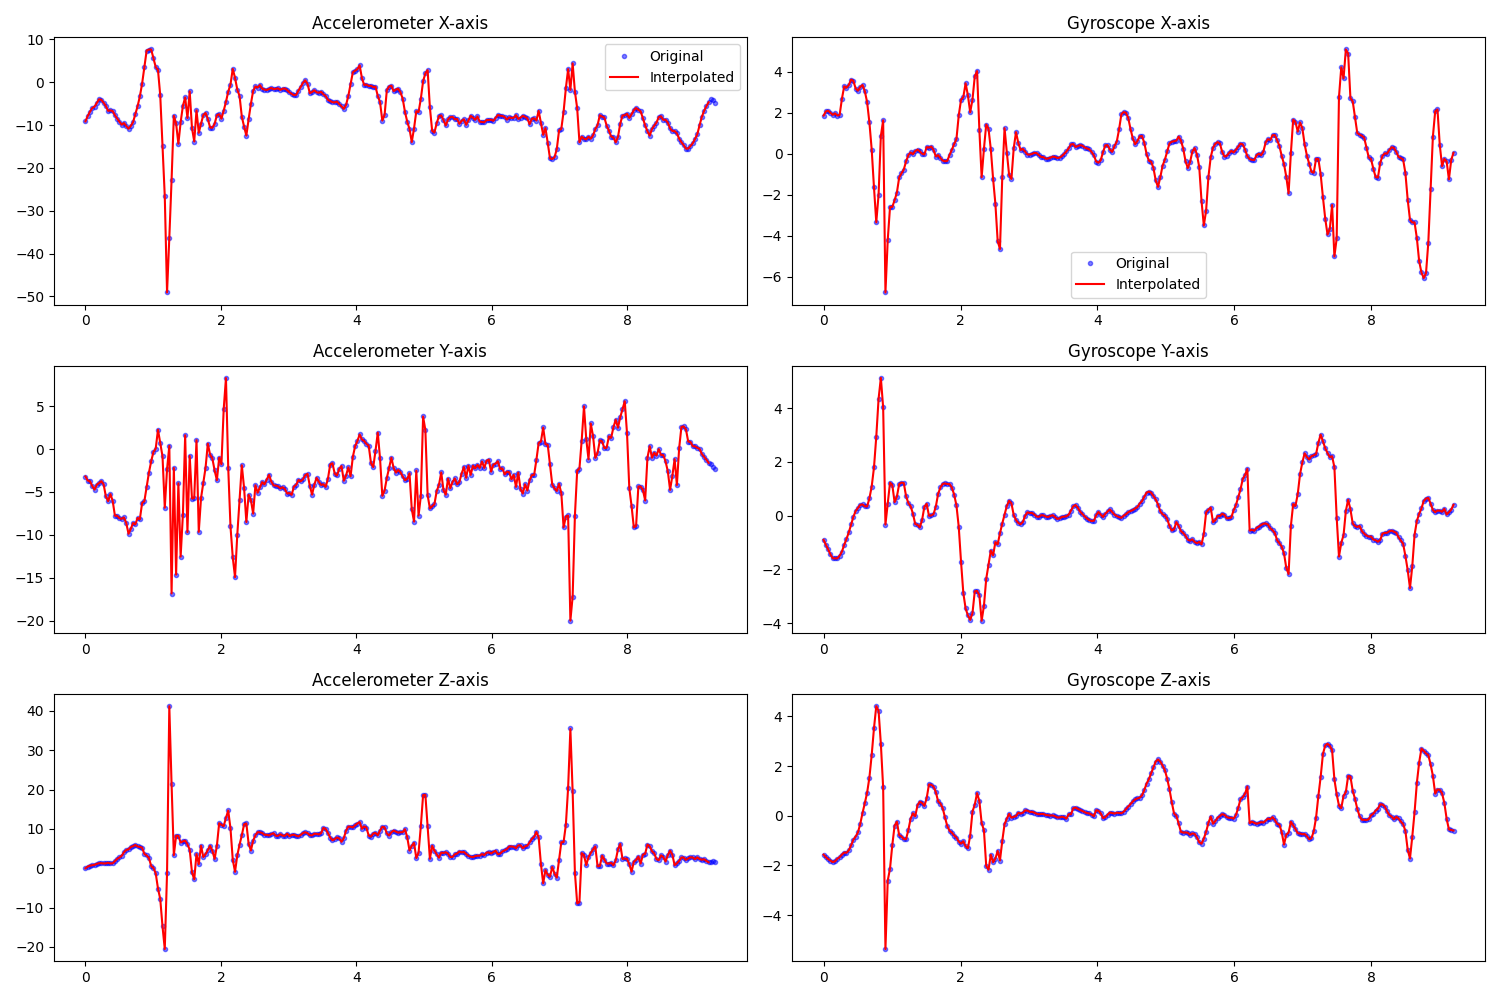 Accelerometer X-axis
10
0
−10
−20
−30
−40
−50
0 2 4 6 8
Original
Interpolated
Gyroscope X-axis
4
2
0
−2
−4
−6
0 2 4 6 8
Original
Interpolated
Accelerometer Y-axis
5
0
−5
−10
−15
−20
0 2 4 6 8
Gyroscope Y-axis
4
2
0
−2
−4
0 2 4 6 8
Accelerometer Z-axis
40
30
20
10
0
−10
−20
0 2 4 6 8
Gyroscope Z-axis
4
2
0
−2
−4
0 2 4 6 8